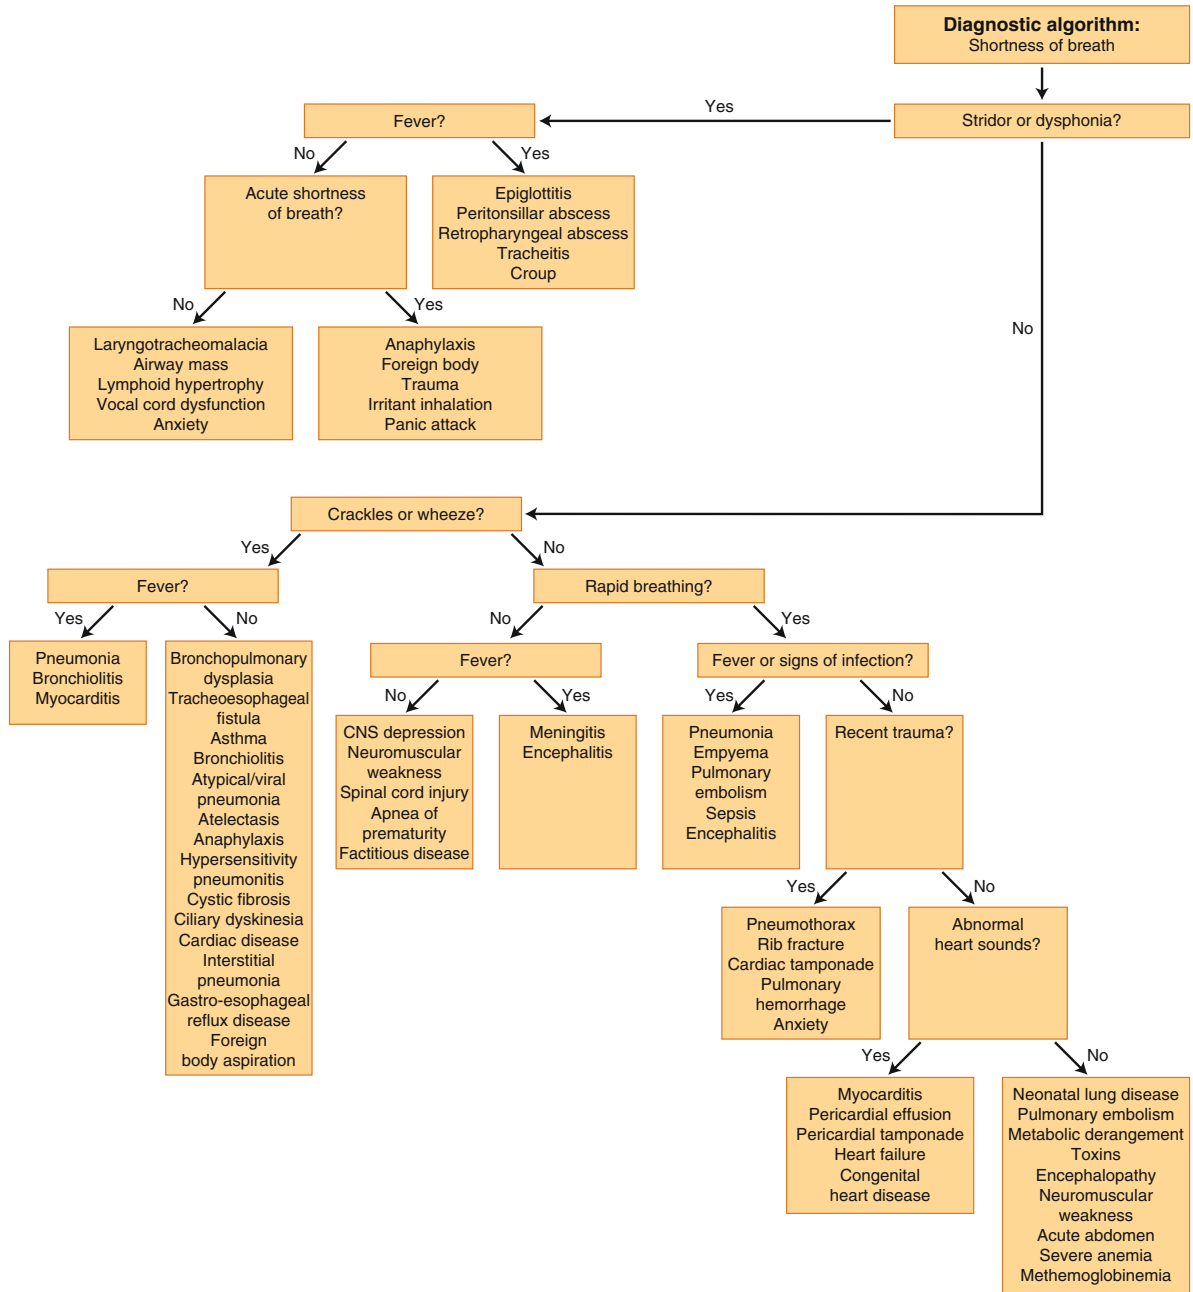 Diagnostic algorithm:
Shortness of breath
Stridor or dysphonia?
Yes
No
Fever?
No
Yes
Acute shortness
of breath?
Epiglottitis
Peritonsillar abscess
Retropharyngeal abscess
Tracheitis
Croup
No
Yes
Laryngotracheomalacia
Airway mass
Lymphoid hypertrophy
Vocal cord dysfunction
Anxiety
Anaphylaxis
Foreign body
Trauma
Irritant inhalation
Panic attack
Crackles or wheeze?
Yes
No
Fever?
Yes
No
Pneumonia
Bronchiolitis
Myocarditis
Bronchopulmonary
dysplasia
Tracheoesophageal
fistula
Asthma
Bronchiolitis
Atypical/viral
pneumonia
Atelectasis
Anaphylaxis
Hypersensitivity
pneumonitis
Cystic fibrosis
Ciliary dyskinesia
Cardiac disease
Interstitial
pneumonia
Gastro-esophageal
reflux disease
Foreign
body aspiration
Rapid breathing?
No
Yes
Fever?
No
Yes
CNS depression
Neuromuscular
weakness
Spinal cord injury
Apnea of
prematurity
Factitious disease
Meningitis
Encephalitis
Fever or signs of infection?
Yes
No
Pneumonia
Empyema
Pulmonary
embolism
Sepsis
Encephalitis
Recent trauma?
Yes
No
Pneumothorax
Rib fracture
Cardiac tamponade
Pulmonary
hemorrhage
Anxiety
Abnormal
heart sounds?
Yes
No
Myocarditis
Pericardial effusion
Pericardial tamponade
Heart failure
Congenital
heart disease
Neonatal lung disease
Pulmonary embolism
Metabolic derangement
Toxins
Encephalopathy
Neuromuscular
weakness
Acute abdomen
Severe anemia
Methemoglobinemia